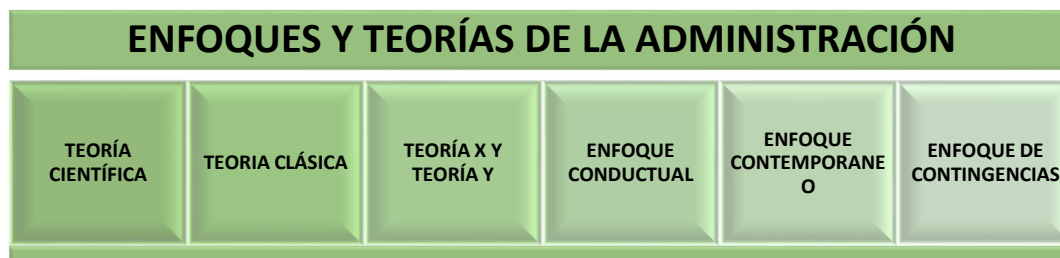 ENFOQUES Y TEORÍAS DE LA ADMINISTRACIÓN
TEORÍA
CIENTÍFICA
TEORIA CLÁSICA
TEORÍA X Y
TEORÍA Y
ENFOQUE
CONDUCTUAL
ENFOQUE
CONTEMPORANE
O
ENFOQUE DE
CONTINGENCIAS